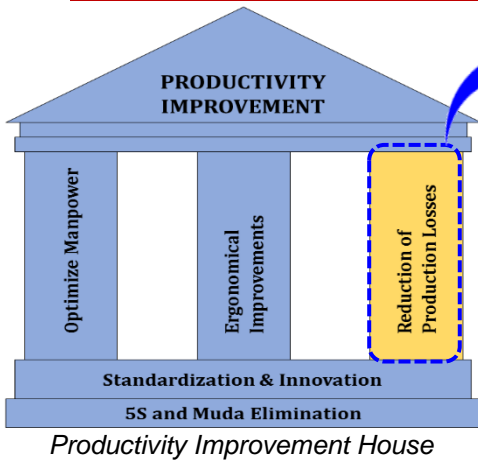 PRODUCTIVITY
IMPROVEMENT
Optimize Manpower
Ergonomical
Improvements
Reduction of
Production Losses
Standardization & Innovation
5S and Muda Elimination
Productivity Improvement House